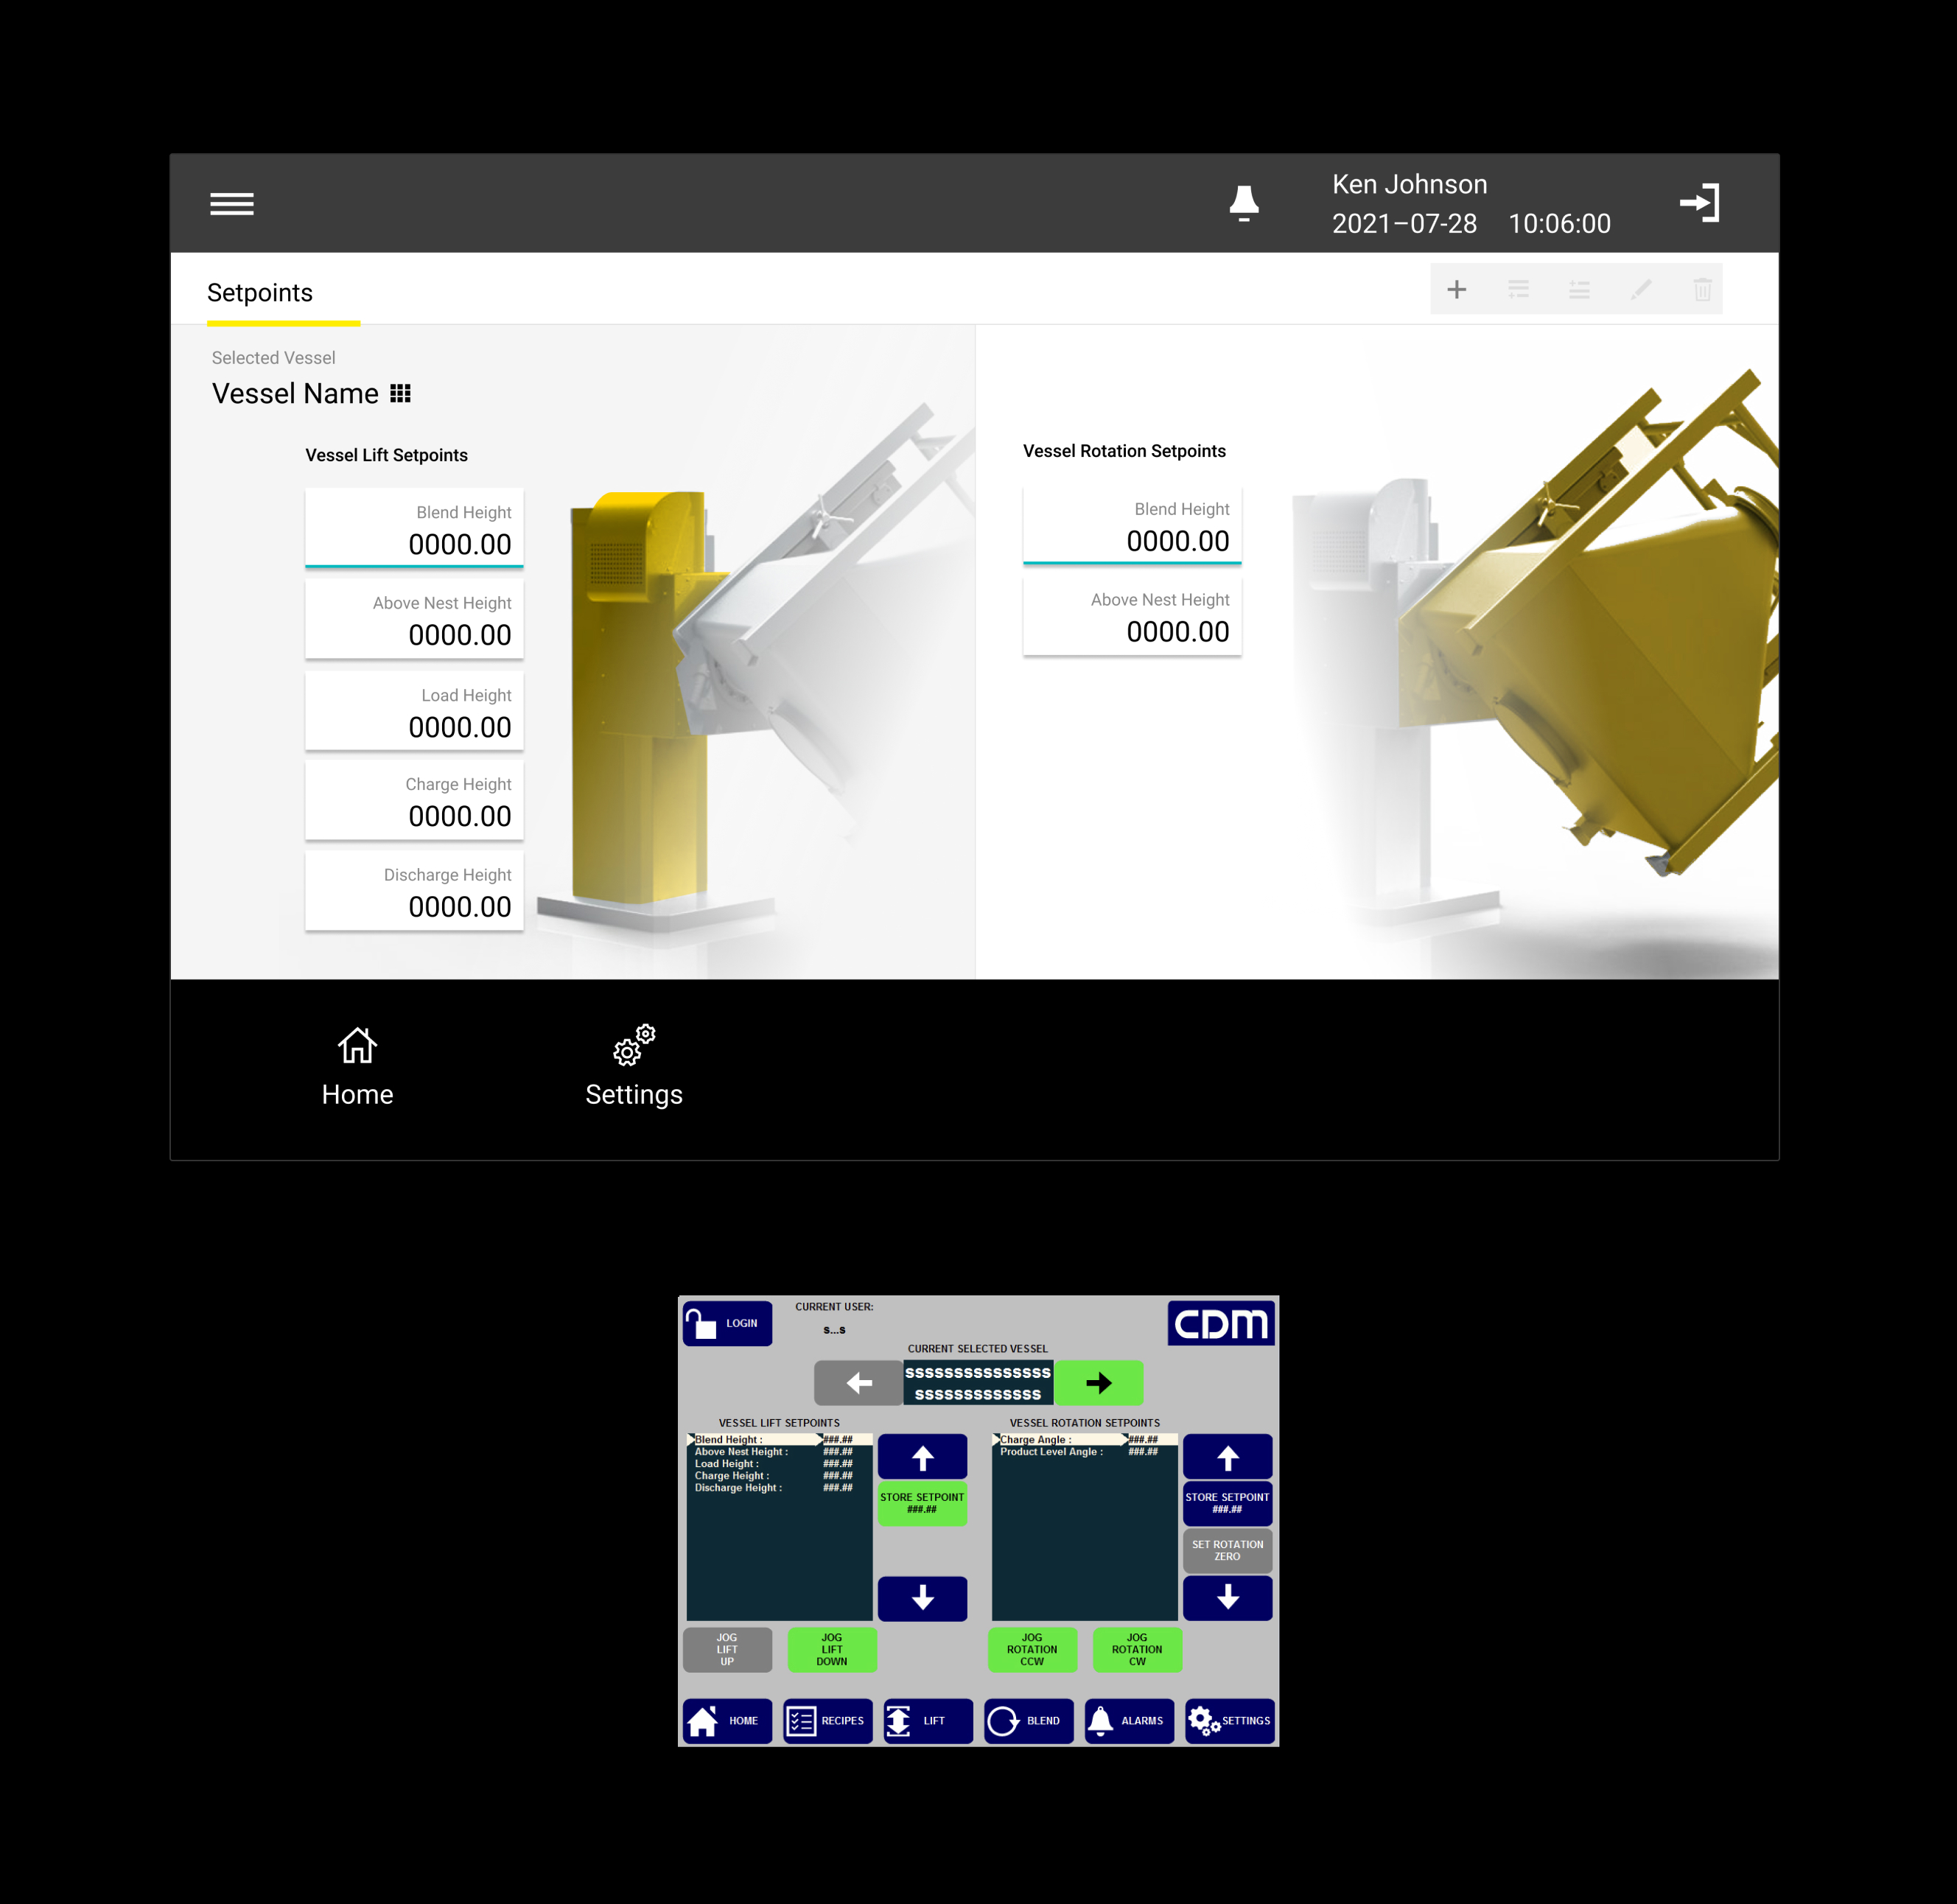 Ken Johnson
2021–07-28 10:06:00
Setpoints
Selected Vessel
Vessel Name
Vessel Lift Setpoints
Blend Height
0000.00
Above Nest Height
0000.00
Load Height
0000.00
Charge Height
0000.00
Discharge Height
0000.00
Vessel Rotation Setpoints
Blend Height
0000.00
Above Nest Height
0000.00
Home
Settings
LOGIN
CURRENT USER:
s...s
CDM
CURRENT SELECTED VESSEL
SSSSSSSSSSSSSSS
SSSSSSSSSSSSS
VESSEL LIFT SETPOINTS
Blend Height : ###.##
Above Nest Height : ###.##
Load Height : ###.##
Charge Height : ###.##
Discharge Height : ###.##
STORE SETPOINT
###.##
VESSEL ROTATION SETPOINTS
Charge Angle : ###.##
Product Level Angle : ###.##
STORE SETPOINT
###.##
SET ROTATION
ZERO
JOG
LIFT
UP
JOG
LIFT
DOWN
JOG
ROTATION
CCW
JOG
ROTATION
CW
HOME
RECIPES
LIFT
BLEND
ALARMS
SETTINGS